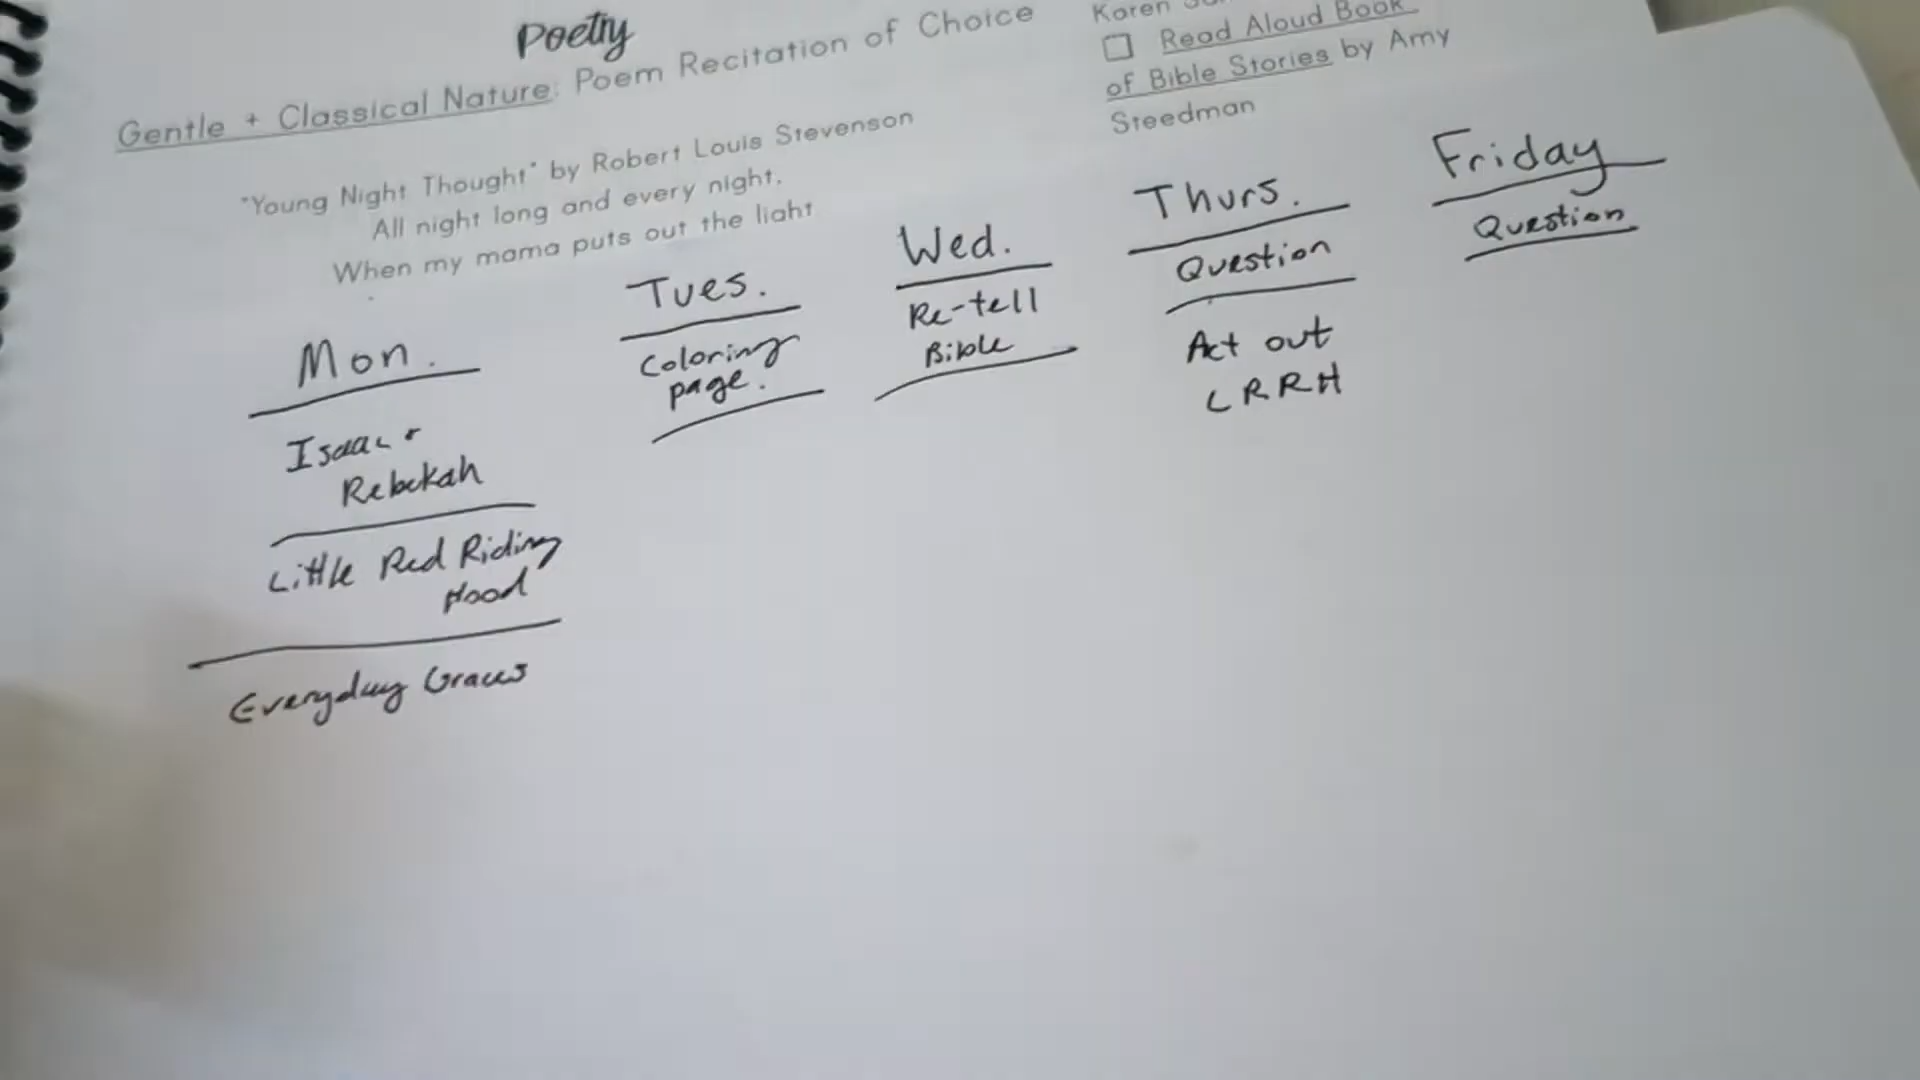 Poetry
Gentle + Classical Nature: Poem Recitation of Choice
"Young Night Thought" by Robert Louis Stevenson
All night long and every night,
When my mama puts out the light
Karen
Read Aloud Book
of Bible Stories by Amy
Steedman
Mon.
Isaac +
Rebekah
Little Red Riding
Hood
Everyday Graces
Tues.
Coloring
page.
Wed.
Re-tell
Bible
Thurs.
Question
Act out
LRRH
Friday
Question